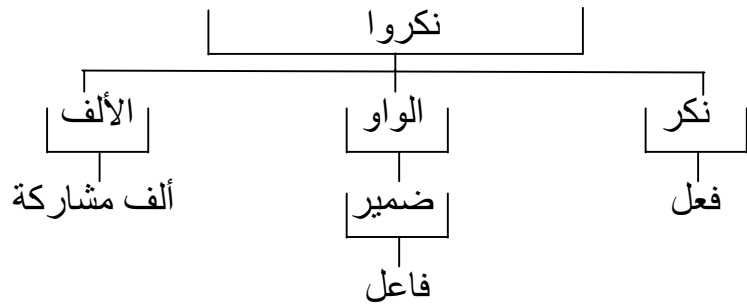 نكروا
نكر الواو الألف
فعل ضمير ألف مشاركة
فاعل